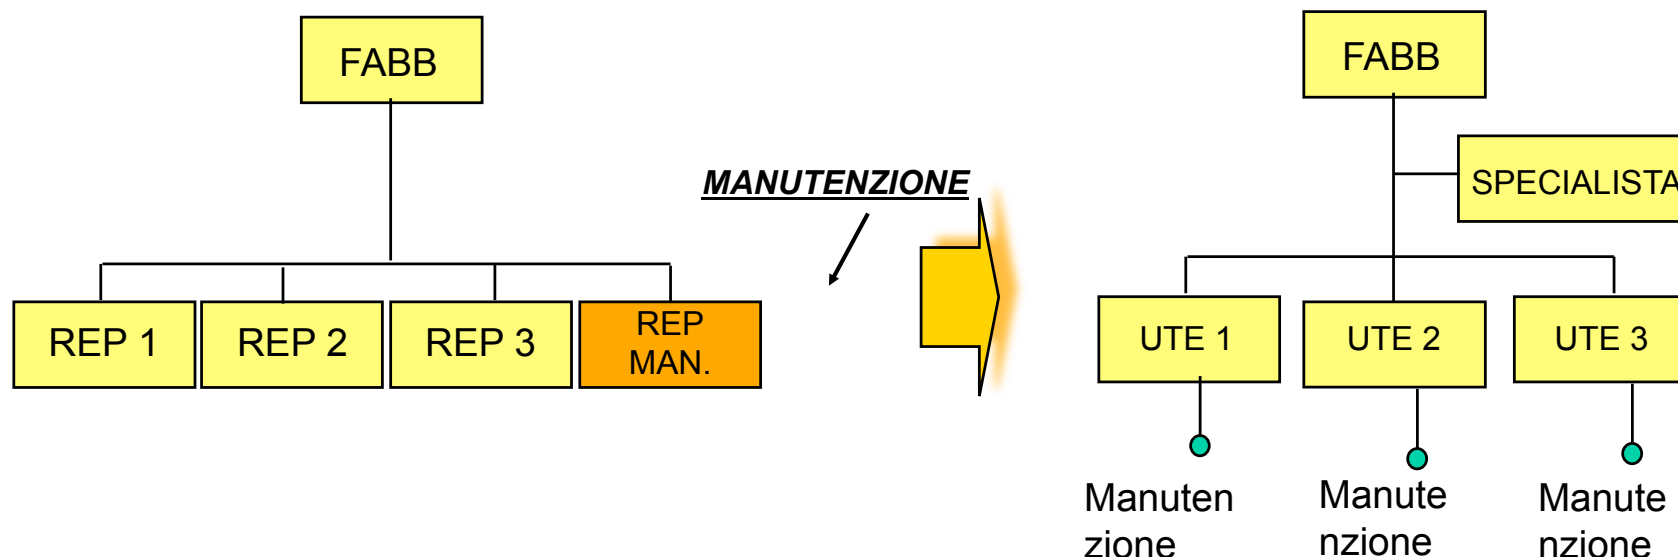 FABB
MANUTENZIONE
REP 1
REP 2
REP 3
REP
MAN.
FABB
SPECIALISTA
UTE 1
UTE 2
UTE 3
Manuten
zione
Manute
nzione
Manute
nzione